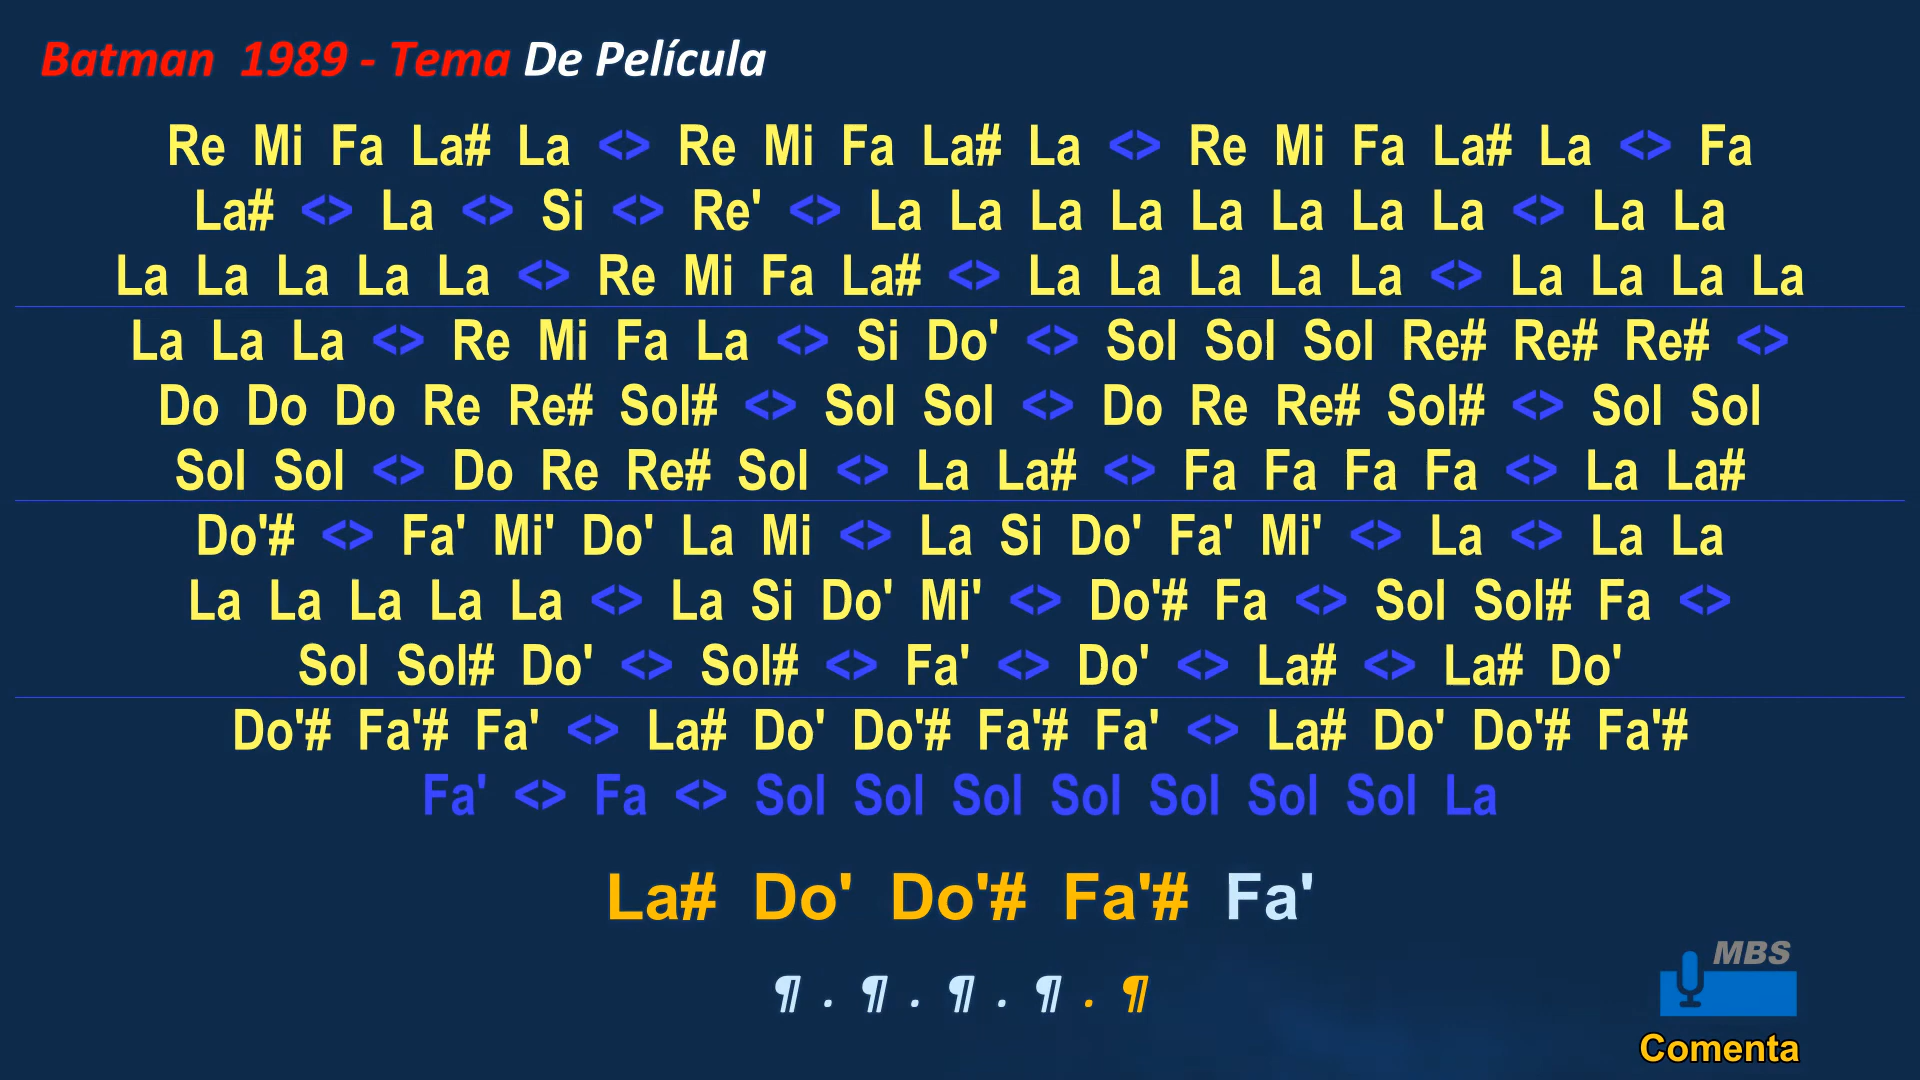 Batman 1989 - Tema De Película
Re Mi Fa La# La <> Re Mi Fa La# La <> Re Mi Fa La# La <> Fa
La# <> La <> Si <> Re' <> La La La La La La La La <> La La
La La La La La <> Re Mi Fa La# <> La La La La La <> La La La La
La La La <> Re Mi Fa La <> Si Do' <> Sol Sol Sol Re# Re# Re# <>
Do Do Do Re Re# Sol# <> Sol Sol <> Do Re Re# Sol# <> Sol Sol
Sol Sol <> Do Re Re# Sol <> La La# <> Fa Fa Fa Fa <> La La#
Do'# <> Fa' Mi' Do' La Mi <> La Si Do' Fa' Mi' <> La <> La La
La La La La La <> La Si Do' Mi' <> Do'# Fa <> Sol Sol# Fa <>
Sol Sol# Do' <> Sol# <> Fa' <> Do' <> La# <> La# Do'
Do'# Fa'# Fa' <> La# Do' Do'# Fa'# Fa' <> La# Do' Do'# Fa'#
Fa' <> Fa <> Sol Sol Sol Sol Sol Sol Sol La
La# Do' Do'# Fa'# Fa'
¶ . ¶ . ¶ . ¶ . ¶
MBS
Comenta